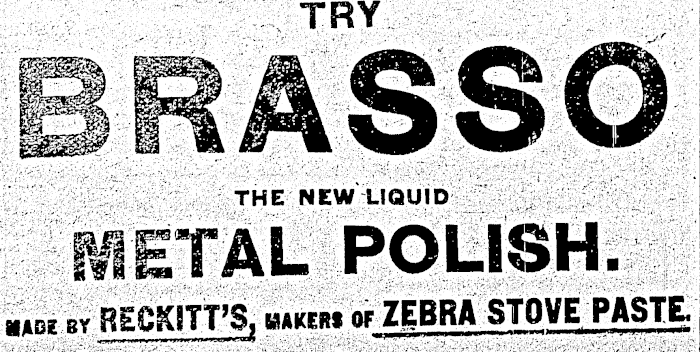 TRY
BRASSO
THE NEW LIQUID
METAL POLISH.
MADE BY RECKITT'S, MAKERS OF ZEBRA STOVE PASTE.